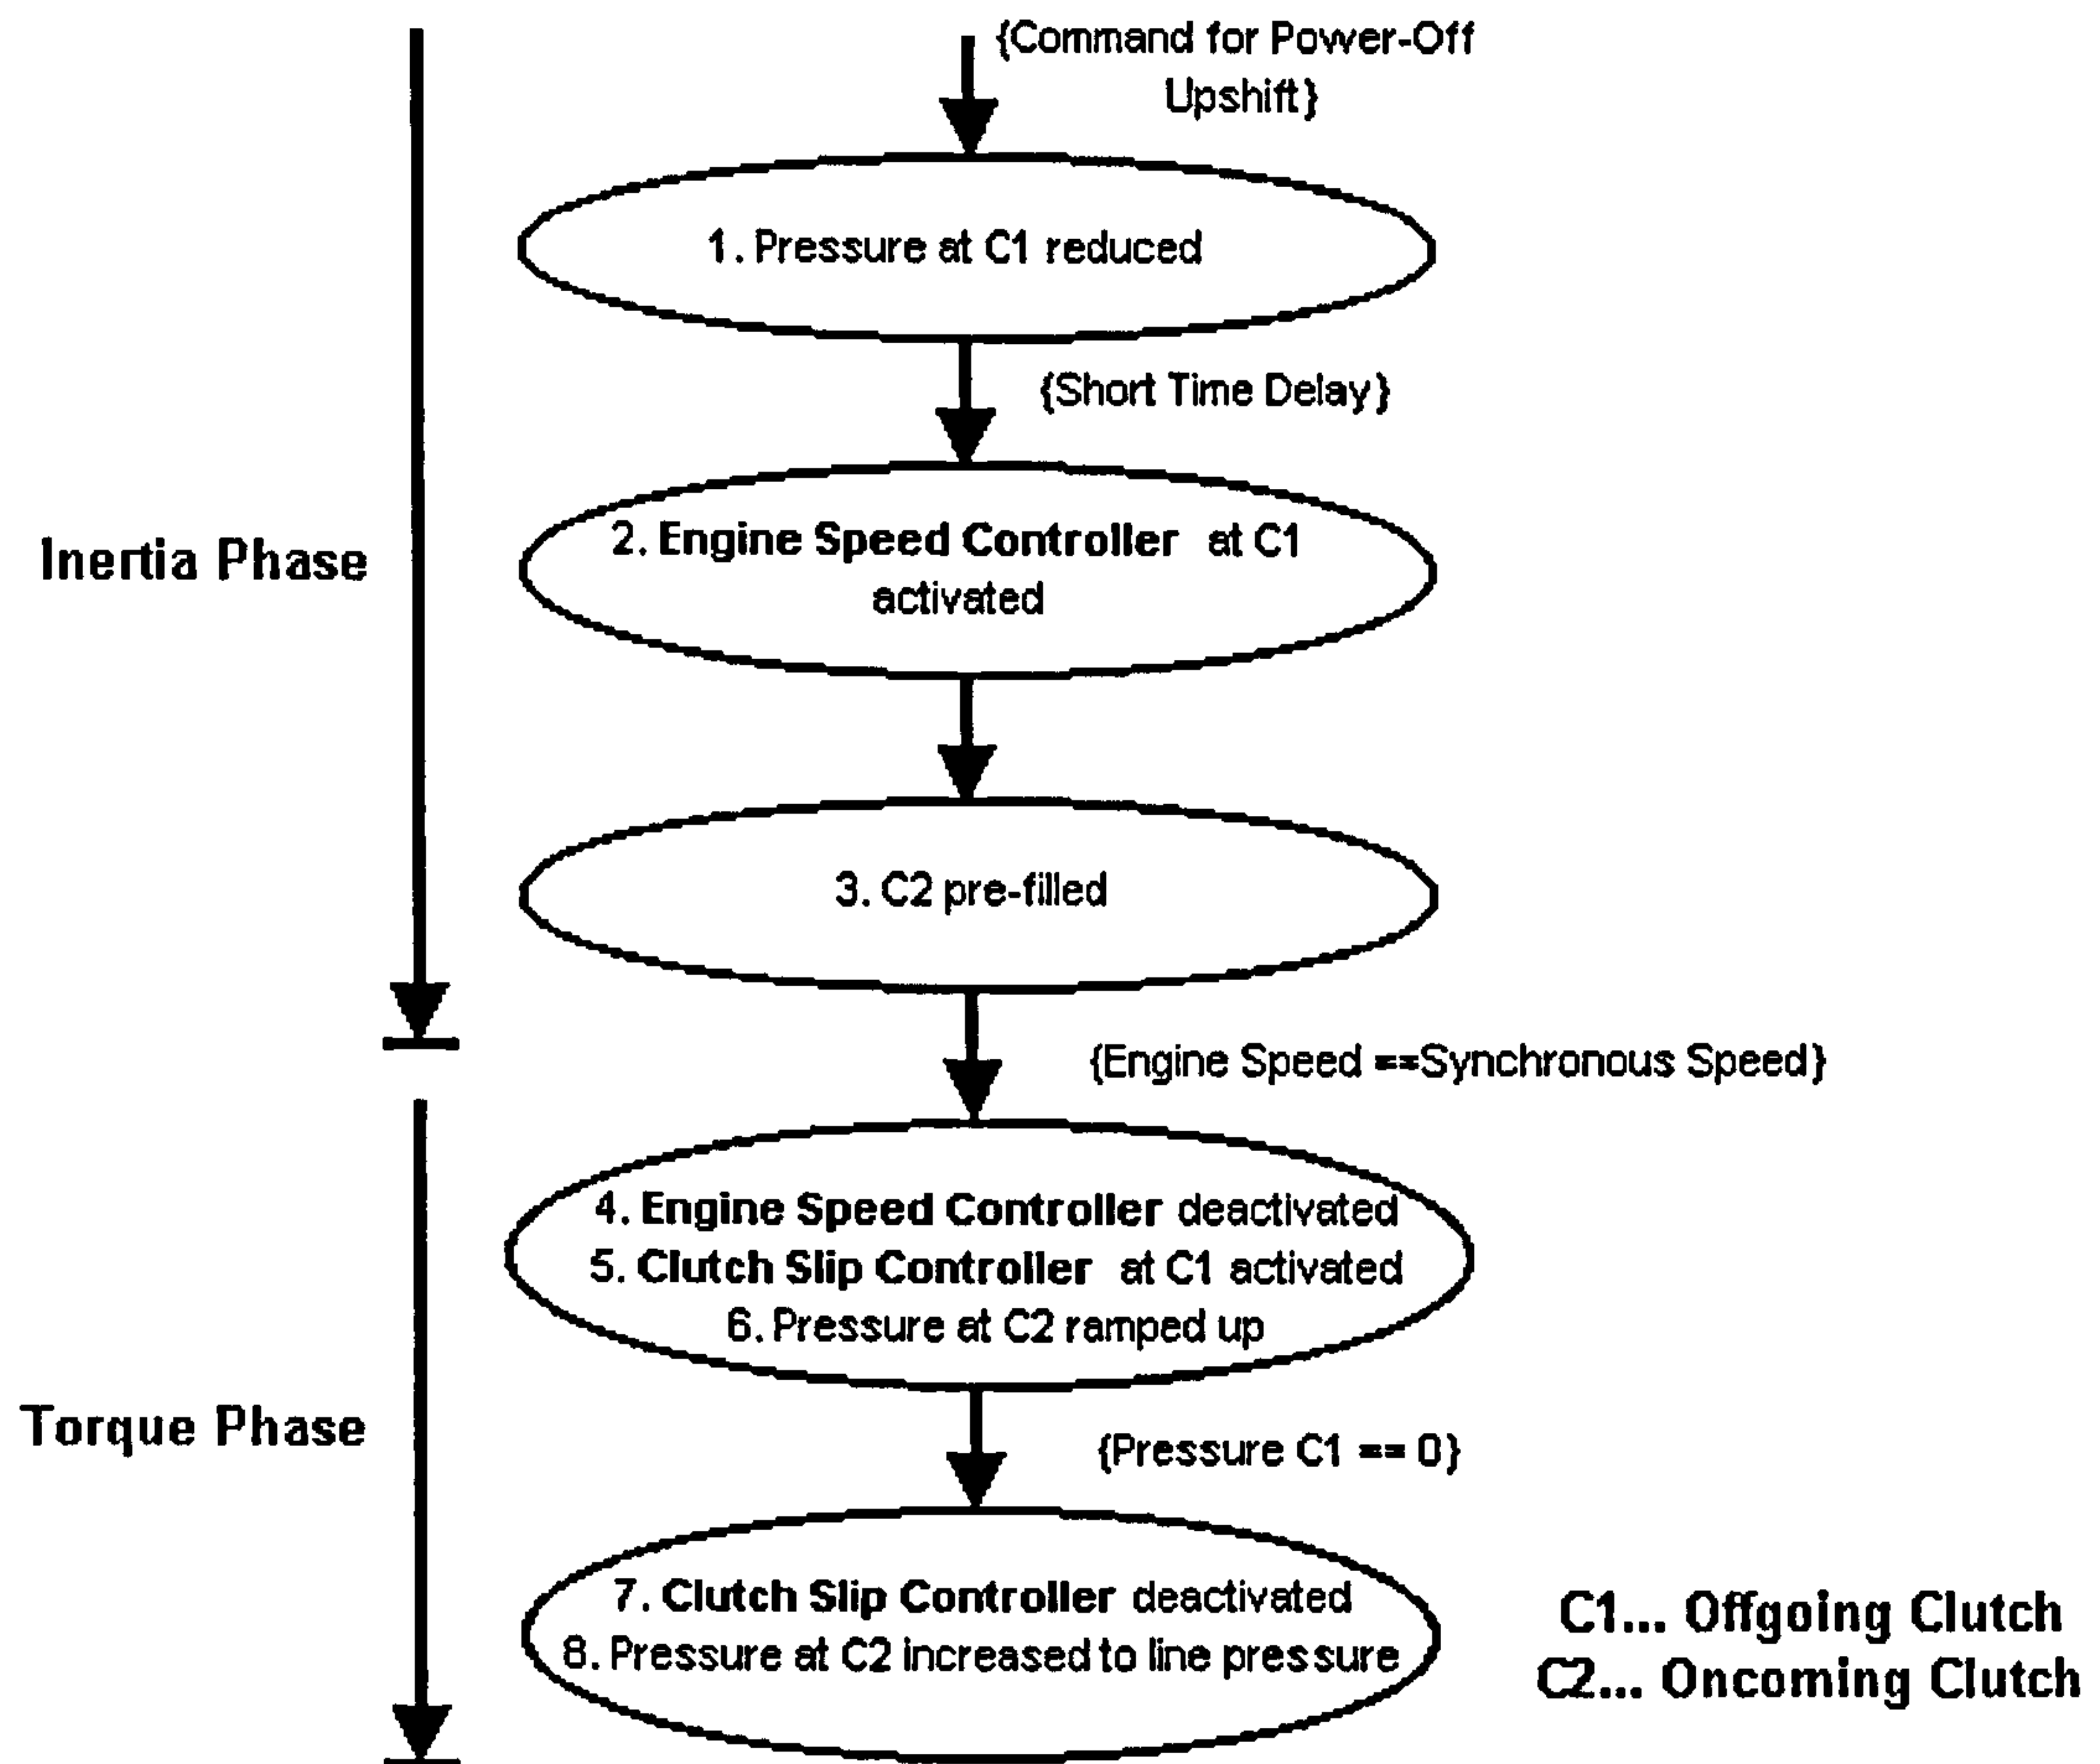 {Command for Power-Off
Upshift}
1. Pressure at C1 reduced
{Short Time Delay}
2. Engine Speed Controller at C1
activated
Inertia Phase
3. C2 pre-filled
{Engine Speed ==Synchronous Speed}
4. Engine Speed Controller deactivated
5. Clutch Slip Controller at C1 activated
6. Pressure at C2 ramped up
Torque Phase
{Pressure C1 == 0}
7. Clutch Slip Controller deactivated
8. Pressure at C2 increased to line pressure
C1... Offgoing Clutch
C2... Oncoming Clutch